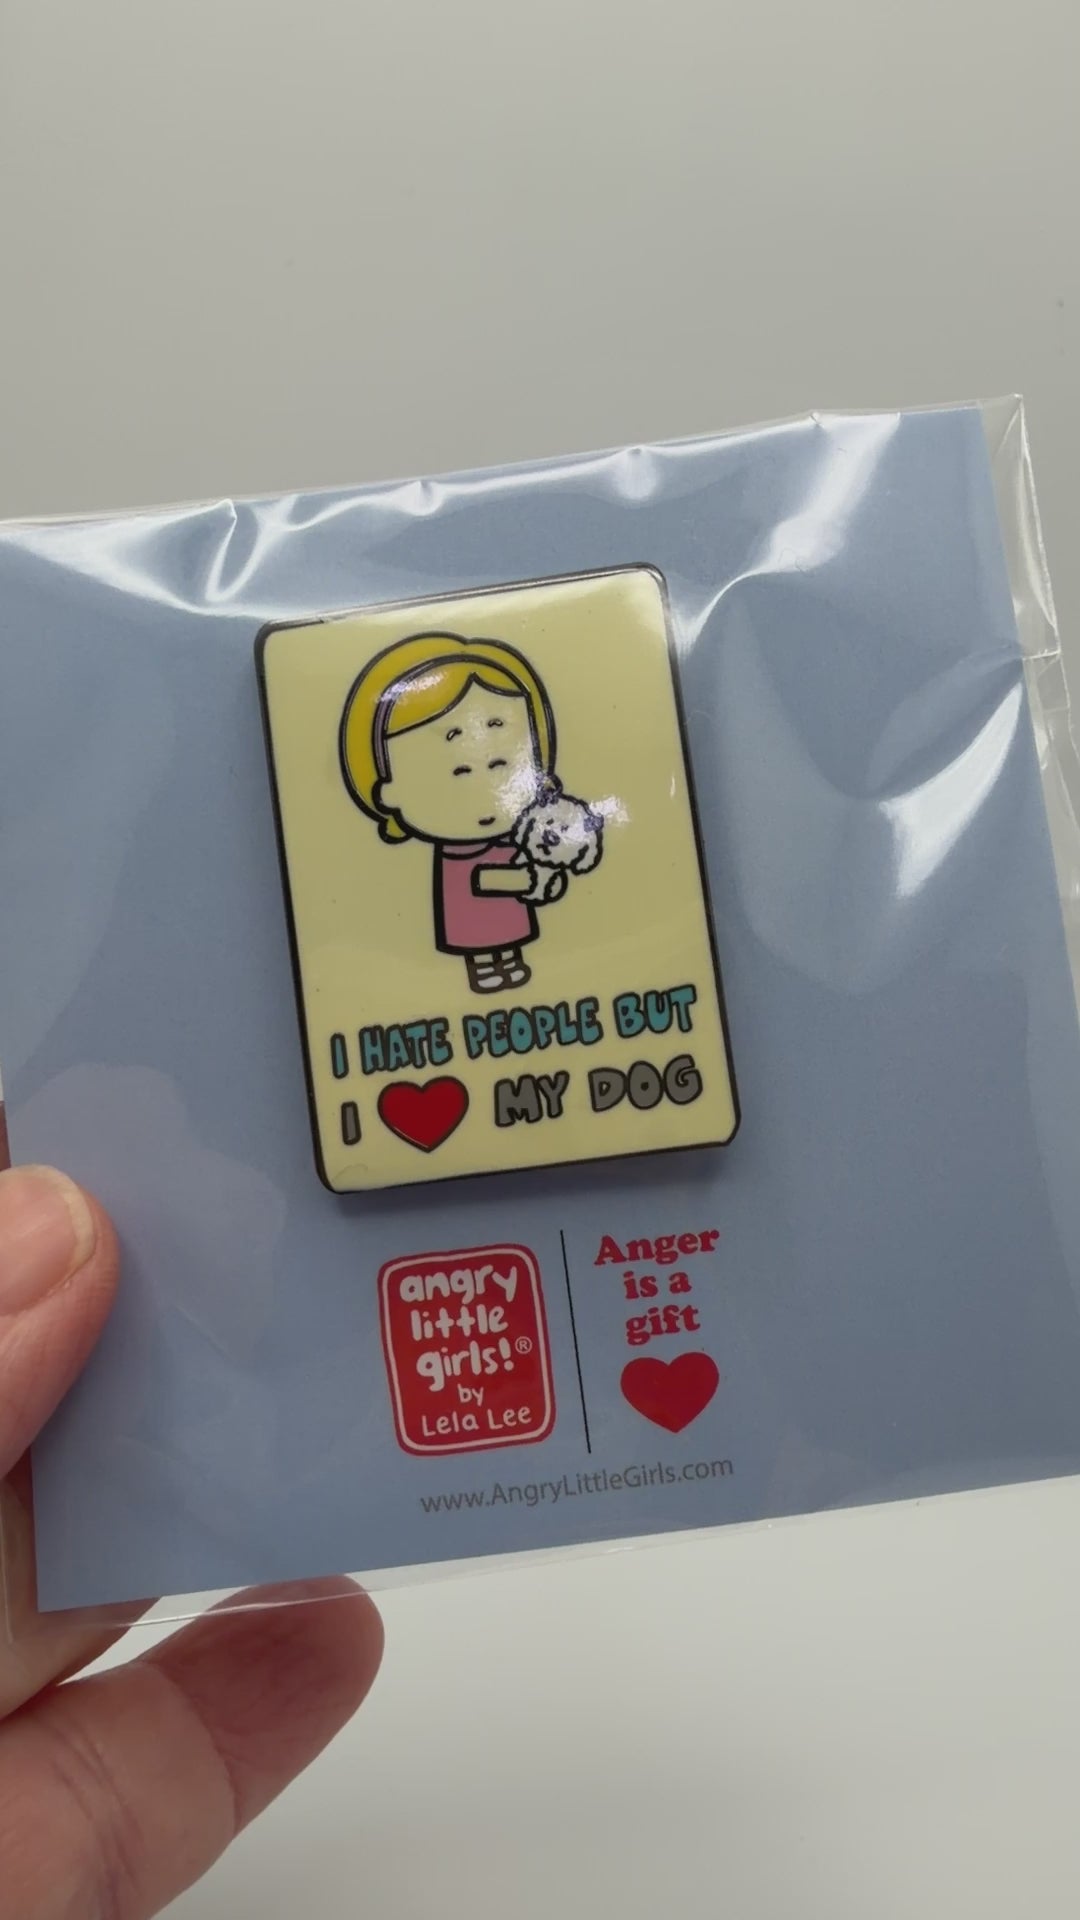 I HATE PEOPLE BUT
I ❤ MY DOG
angry
little
girls!®
by
Lela Lee
Anger
is a
gift
www.AngryLittleGirls.com